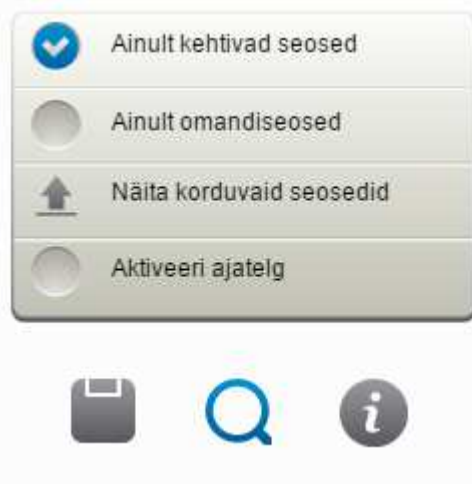 Ainult kehtivad seosed
Ainult omandiseosed
Näita korduvaid seosedid
Aktiveeri ajatelg